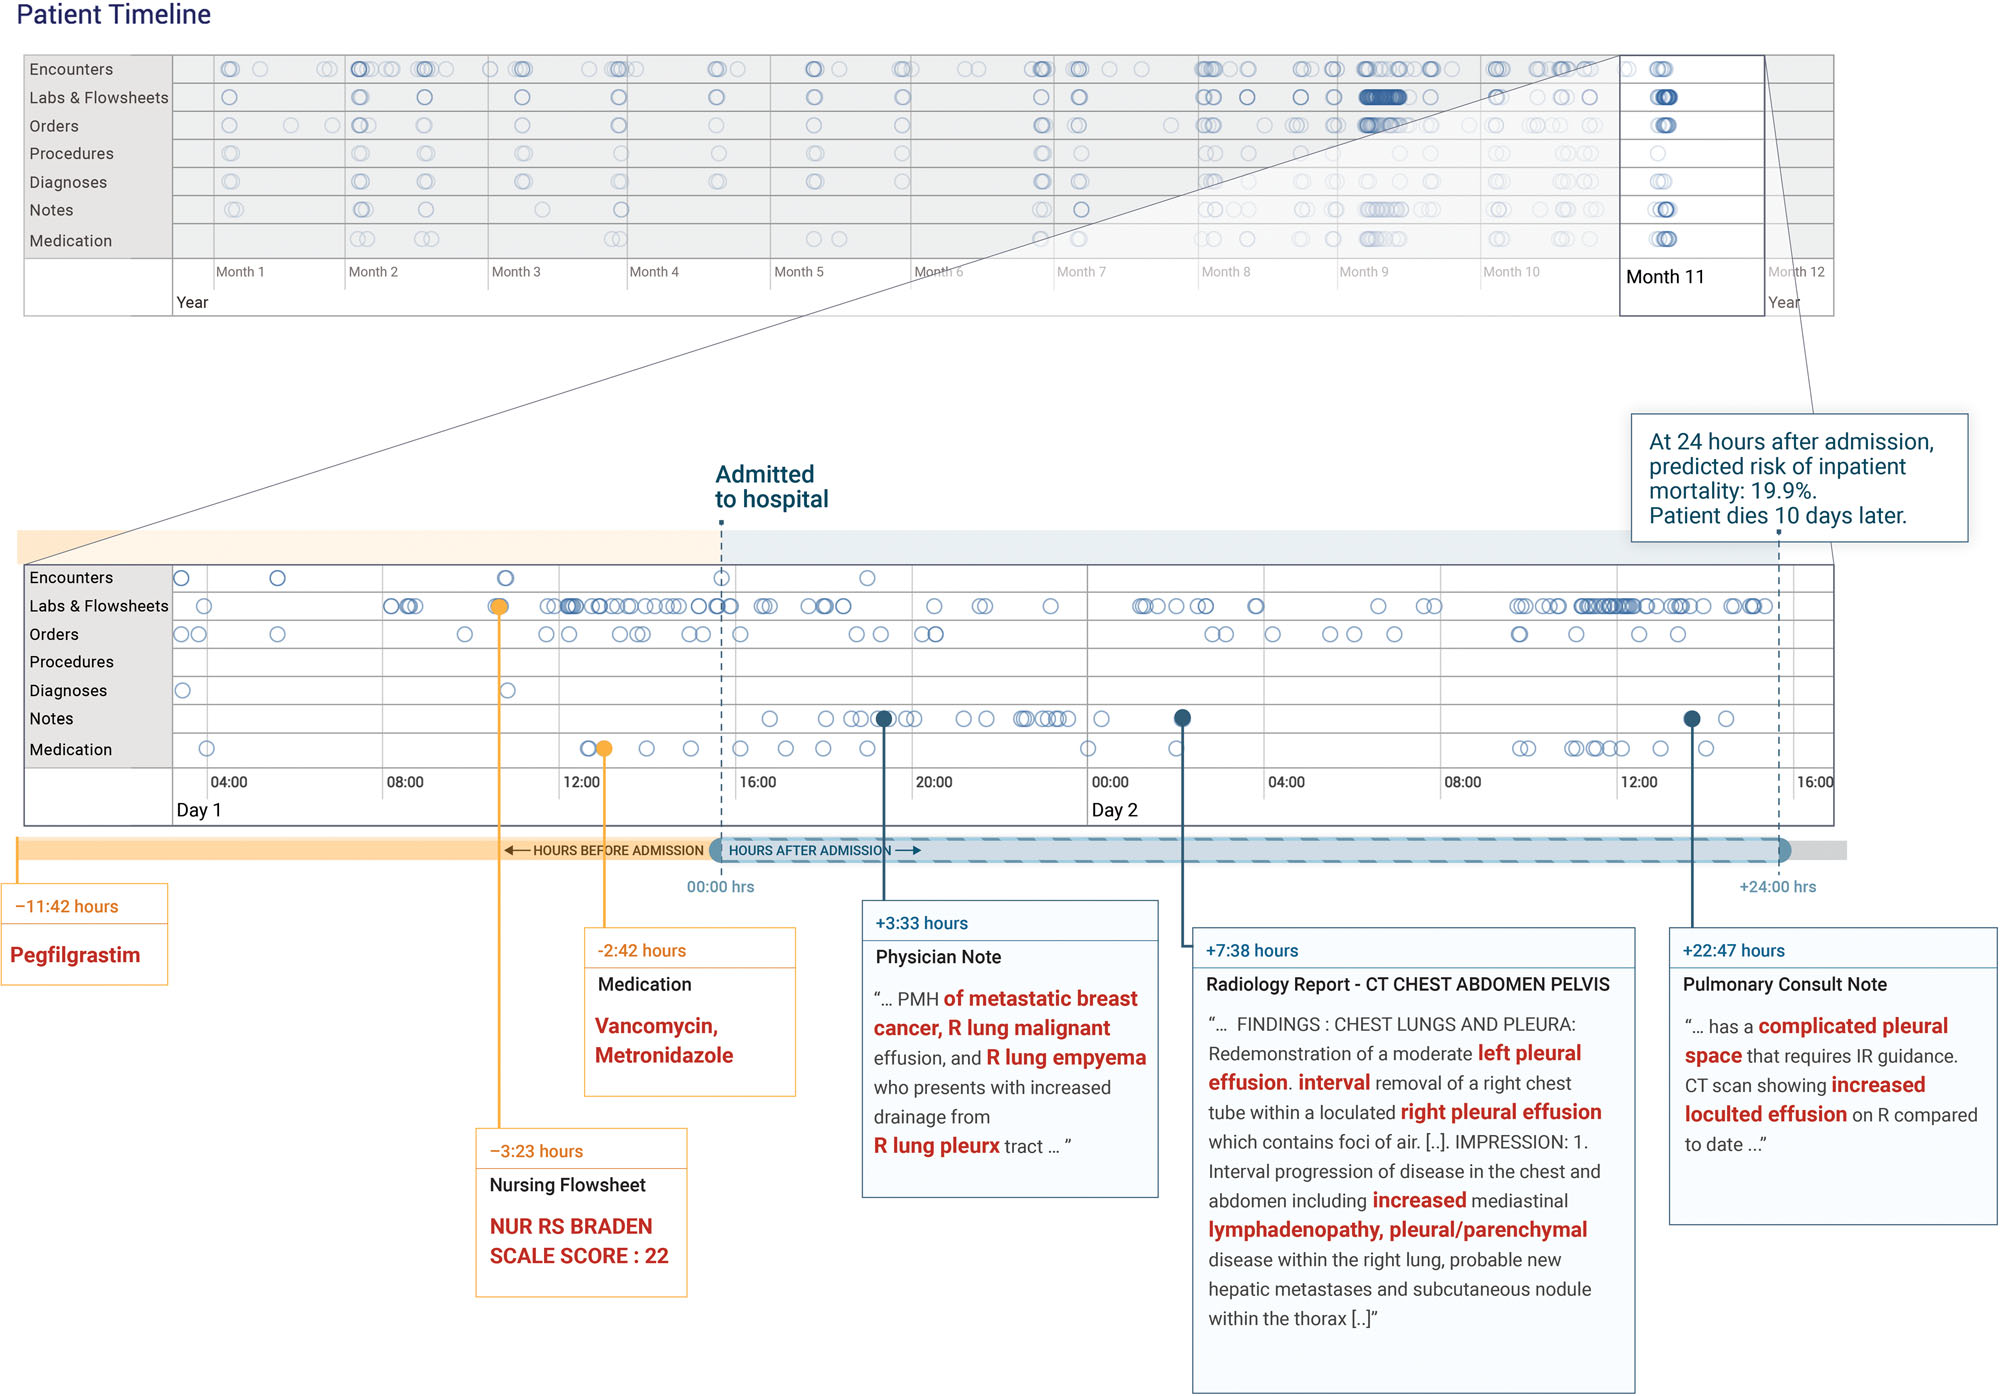 Patient Timeline
Encounters
Labs & Flowsheets
Orders
Procedures
Diagnoses
Notes
Medication
Month 1
Month 2
Month 3
Month 4
Month 5
Month 6
Month 7
Month 8
Month 9
Month 10
Month 11
Month 12
Year
Year
At 24 hours after admission,
predicted risk of inpatient
mortality: 19.9%.
Patient dies 10 days later.
Admitted
to hospital
Encounters
Labs & Flowsheets
Orders
Procedures
Diagnoses
Notes
Medication
04:00
08:00
12:00
16:00
20:00
00:00
04:00
08:00
12:00
16:00
Day 1
Day 2
HOURS BEFORE ADMISSION
HOURS AFTER ADMISSION
00:00 hrs
+24:00 hrs
−11:42 hours
Pegfilgrastim
−3:23 hours
Nursing Flowsheet
NUR RS BRADEN
SCALE SCORE : 22
-2:42 hours
Medication
Vancomycin,
Metronidazole
+3:33 hours
Physician Note
“... PMH of metastatic breast
cancer, R lung malignant
effusion, and R lung empyema
who presents with increased
drainage from
R lung pleurx tract ... ”
+7:38 hours
Radiology Report - CT CHEST ABDOMEN PELVIS
“... FINDINGS : CHEST LUNGS AND PLEURA:
Redemonstration of a moderate left pleural
effusion. interval removal of a right chest
tube within a loculated right pleural effusion
which contains foci of air. [..]. IMPRESSION: 1.
Interval progression of disease in the chest and
abdomen including increased mediastinal
lymphadenopathy, pleural/parenchymal
disease within the right lung, probable new
hepatic metastases and subcutaneous nodule
within the thorax [..]”
+22:47 hours
Pulmonary Consult Note
“... has a complicated pleural
space that requires IR guidance.
CT scan showing increased
loculted effusion on R compared
to date ...”